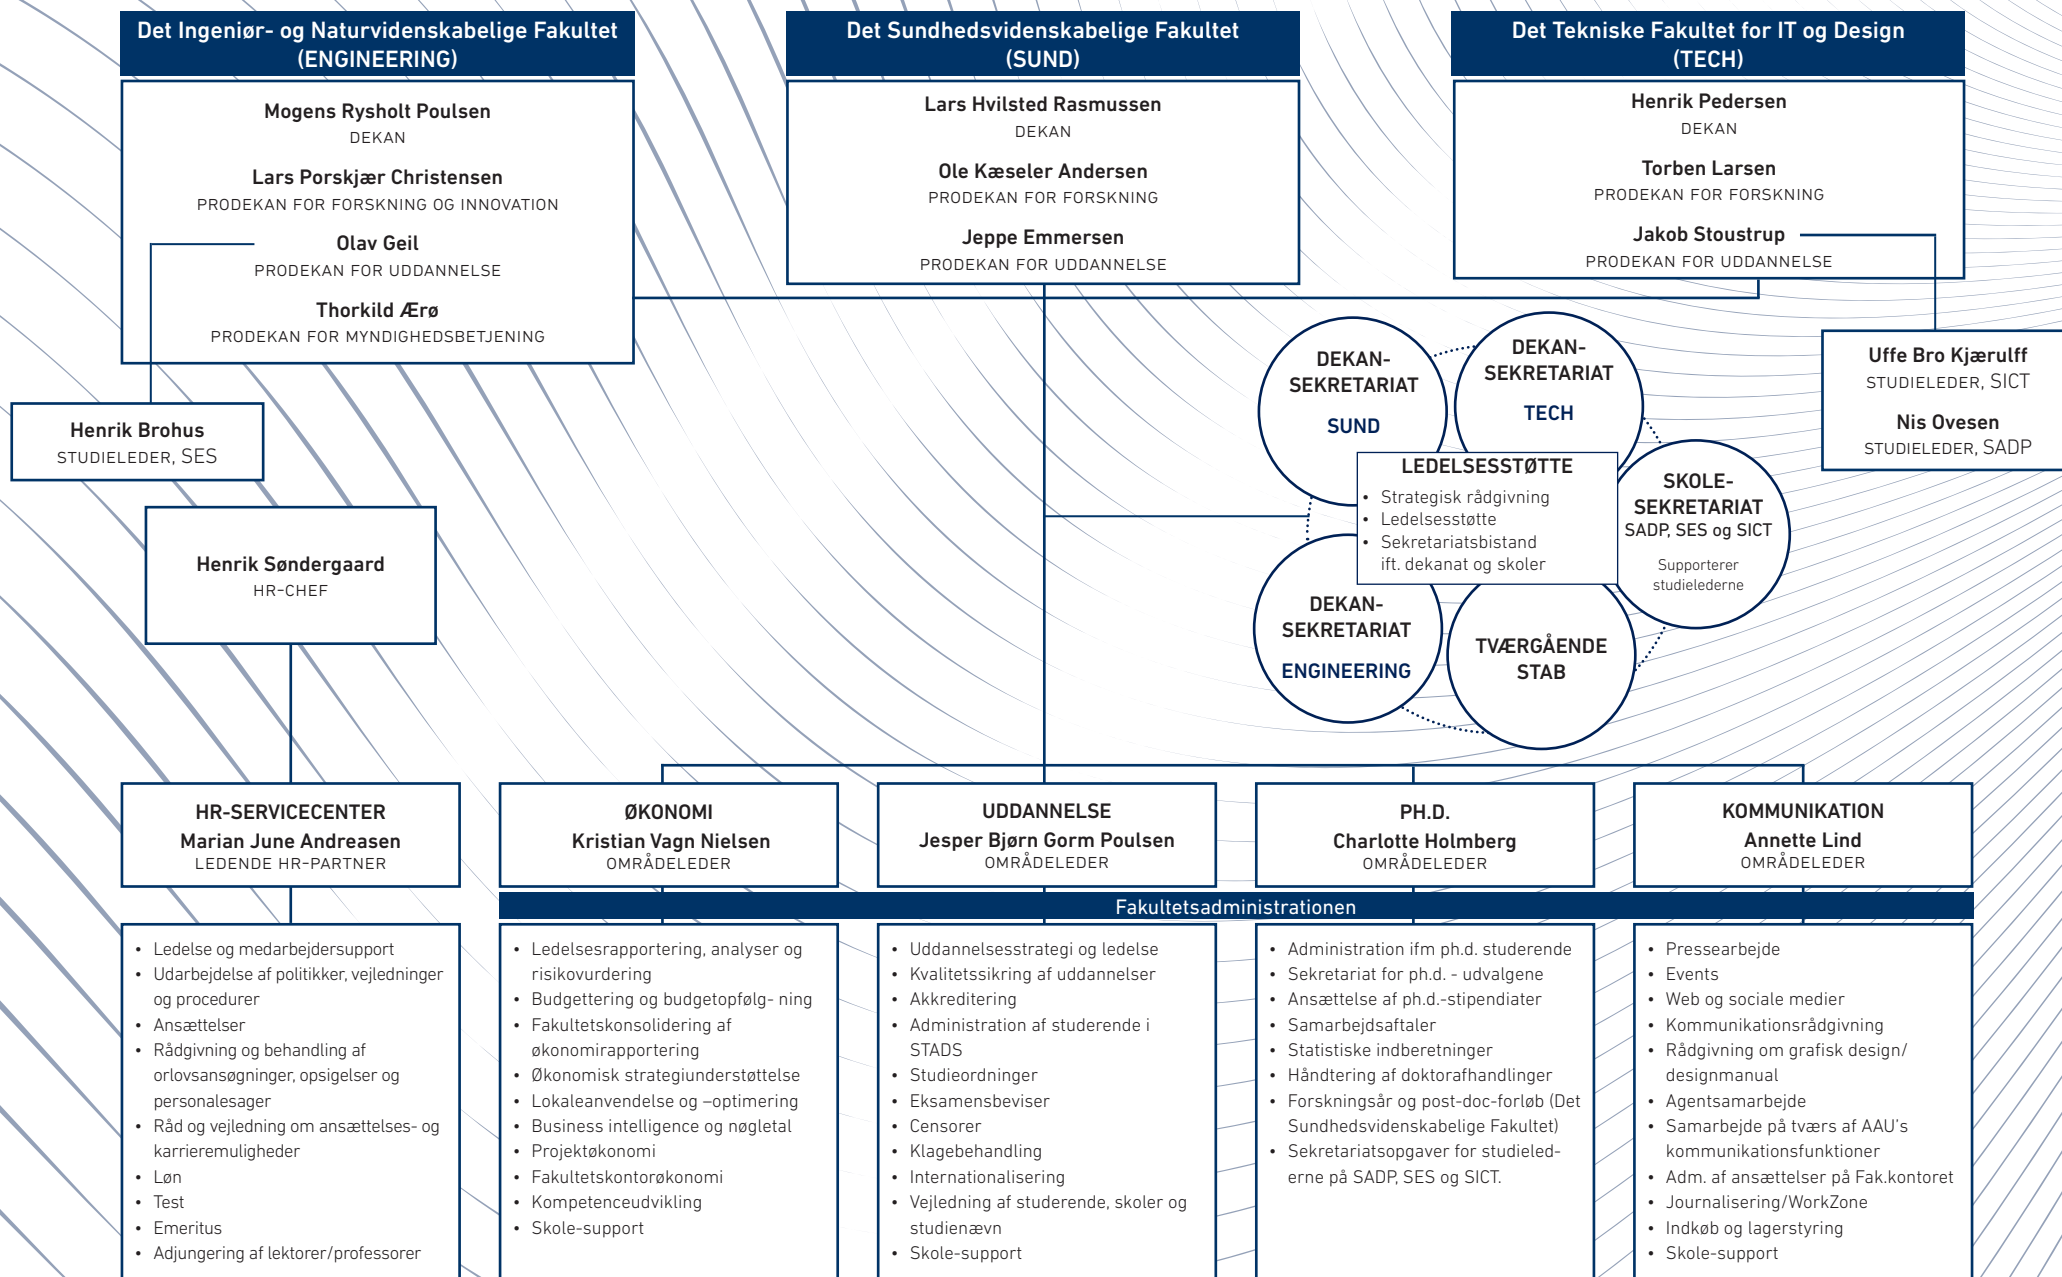 Det Ingeniør- og Naturvidenskabelige Fakultet
(ENGINEERING)
Mogens Rysholt Poulsen
DEKAN
Lars Porskjær Christensen
PRODEKAN FOR FORSKNING OG INNOVATION
Olav Geil
PRODEKAN FOR UDDANNELSE
Thorkild Ærø
PRODEKAN FOR MYNDIGHEDSBETJENING
Det Sundhedsvidenskabelige Fakultet
(SUND)
Lars Hvilsted Rasmussen
DEKAN
Ole Kæseler Andersen
PRODEKAN FOR FORSKNING
Jeppe Emmersen
PRODEKAN FOR UDDANNELSE
Det Tekniske Fakultet for IT og Design
(TECH)
Henrik Pedersen
DEKAN
Torben Larsen
PRODEKAN FOR FORSKNING
Jakob Stoustrup
PRODEKAN FOR UDDANNELSE
Henrik Brohus
STUDIELEDER, SES
Uffe Bro Kjærulff
STUDIELEDER, SICT
Nis Ovesen
STUDIELEDER, SADP
Henrik Søndergaard
HR-CHEF
DEKAN-
SEKRETARIAT
SUND
DEKAN-
SEKRETARIAT
TECH
LEDELSESSTØTTE
• Strategisk rådgivning
• Ledelsesstøtte
• Sekretariatsbistand
ift. dekanat og skoler
SKOLE-
SEKRETARIAT
SADP, SES og SICT
Supporterer
studielederne
DEKAN-
SEKRETARIAT
ENGINEERING
TVÆRGÅENDE
STAB
HR-SERVICECENTER
Marian June Andreasen
LEDENDE HR-PARTNER
ØKONOMI
Kristian Vagn Nielsen
OMRÅDELEDER
UDDANNELSE
Jesper Bjørn Gorm Poulsen
OMRÅDELEDER
PH.D.
Charlotte Holmberg
OMRÅDELEDER
KOMMUNIKATION
Annette Lind
OMRÅDELEDER
Fakultetsadministrationen
• Ledelse og medarbejdersupport
• Udarbejdelse af politikker, vejledninger
og procedurer
• Ansættelser
• Rådgivning og behandling af
orlovsansøgninger, opsigelser og
personalesager
• Råd og vejledning om ansættelses- og
karrieremuligheder
• Løn
• Test
• Emeritus
• Adjungering af lektorer/professorer
• Ledelsesrapportering, analyser og
risikovurdering
• Budgettering og budgetopfølg- ning
• Fakultetskonsolidering af
økonomirapportering
• Økonomisk strategiunderstøttelse
• Lokaleanvendelse og –optimering
• Business intelligence og nøgletal
• Projektøkonomi
• Fakultetskontorøkonomi
• Kompetenceudvikling
• Skole-support
• Uddannelsesstrategi og ledelse
• Kvalitetssikring af uddannelser
• Akkreditering
• Administration af studerende i
STADS
• Studieordninger
• Eksamensbeviser
• Censorer
• Klagebehandling
• Internationalisering
• Vejledning af studerende, skoler og
studienævn
• Skole-support
• Administration ifm ph.d. studerende
• Sekretariat for ph.d. - udvalgene
• Ansættelse af ph.d.-stipendiater
• Samarbejdsaftaler
• Statistiske indberetninger
• Håndtering af doktorafhandlinger
• Forskningsår og post-doc-forløb (Det
Sundhedsvidenskabelige Fakultet)
• Sekretariatsopgaver for studieled-
erne på SADP, SES og SICT.
• Pressearbejde
• Events
• Web og sociale medier
• Kommunikationsrådgivning
• Rådgivning om grafisk design/
designmanual
• Agentsamarbejde
• Samarbejde på tværs af AAU's
kommunikationsfunktioner
• Adm. af ansættelser på Fak.kontoret
• Journalisering/WorkZone
• Indkøb og lagerstyring
• Skole-support